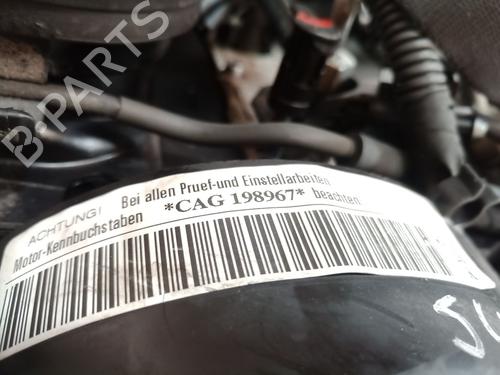 B-PARTS
ACHTUNG! Bei allen Pruef-und Einstellarbeiten
Motor-Kennbuchstaben *CAG 198967* beachten!